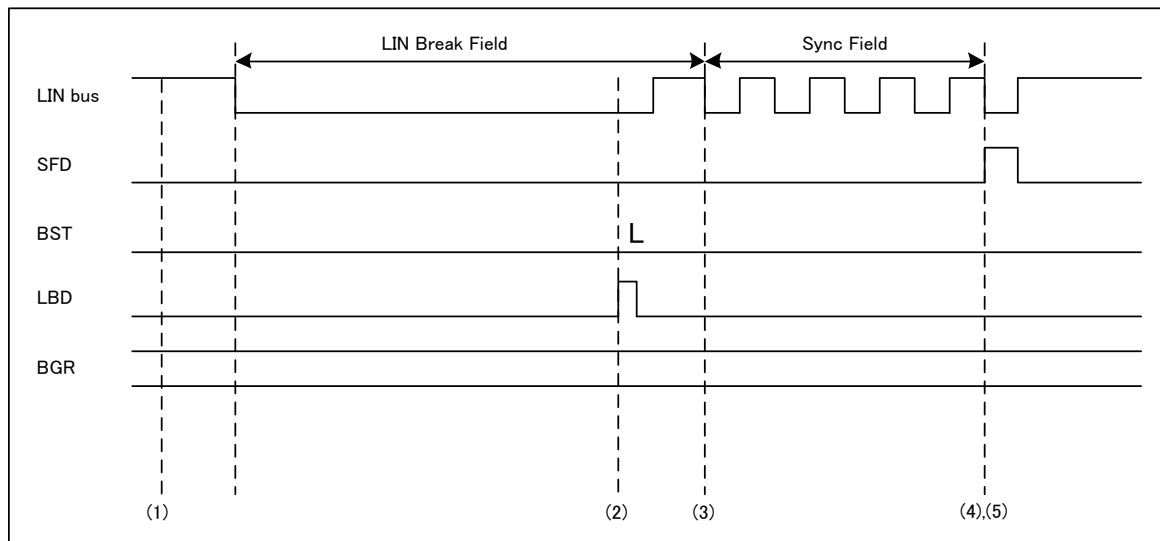 LIN Break Field
Sync Field
LIN bus
SFD
BST
L
LBD
BGR
(1)
(2)
(3)
(4),(5)